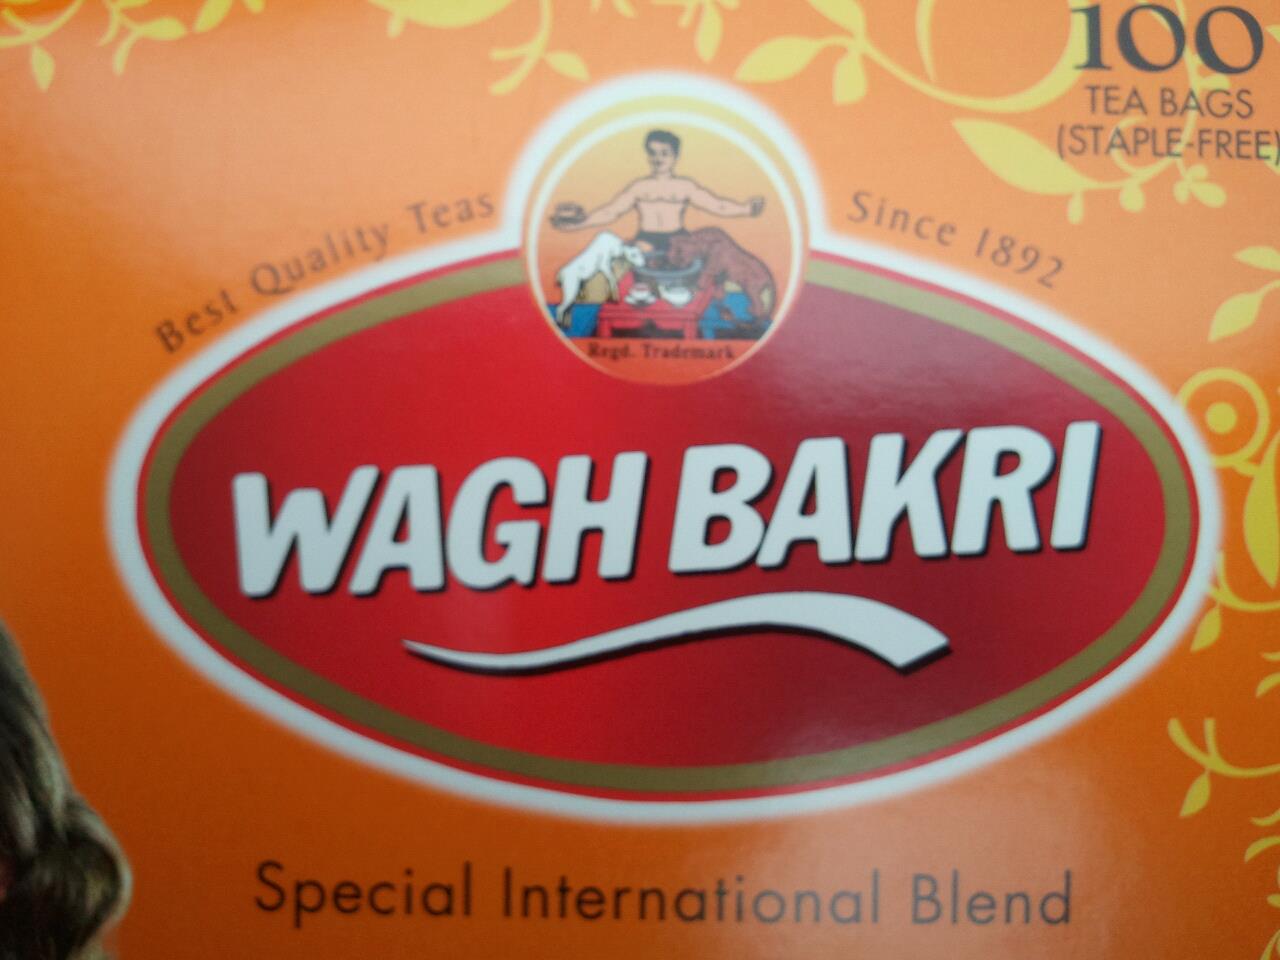 100
TEA BAGS
(STAPLE-FREE)
Best Quality Teas
Since 1892
Regd. Trademark
WAGH BAKRI
Special International Blend